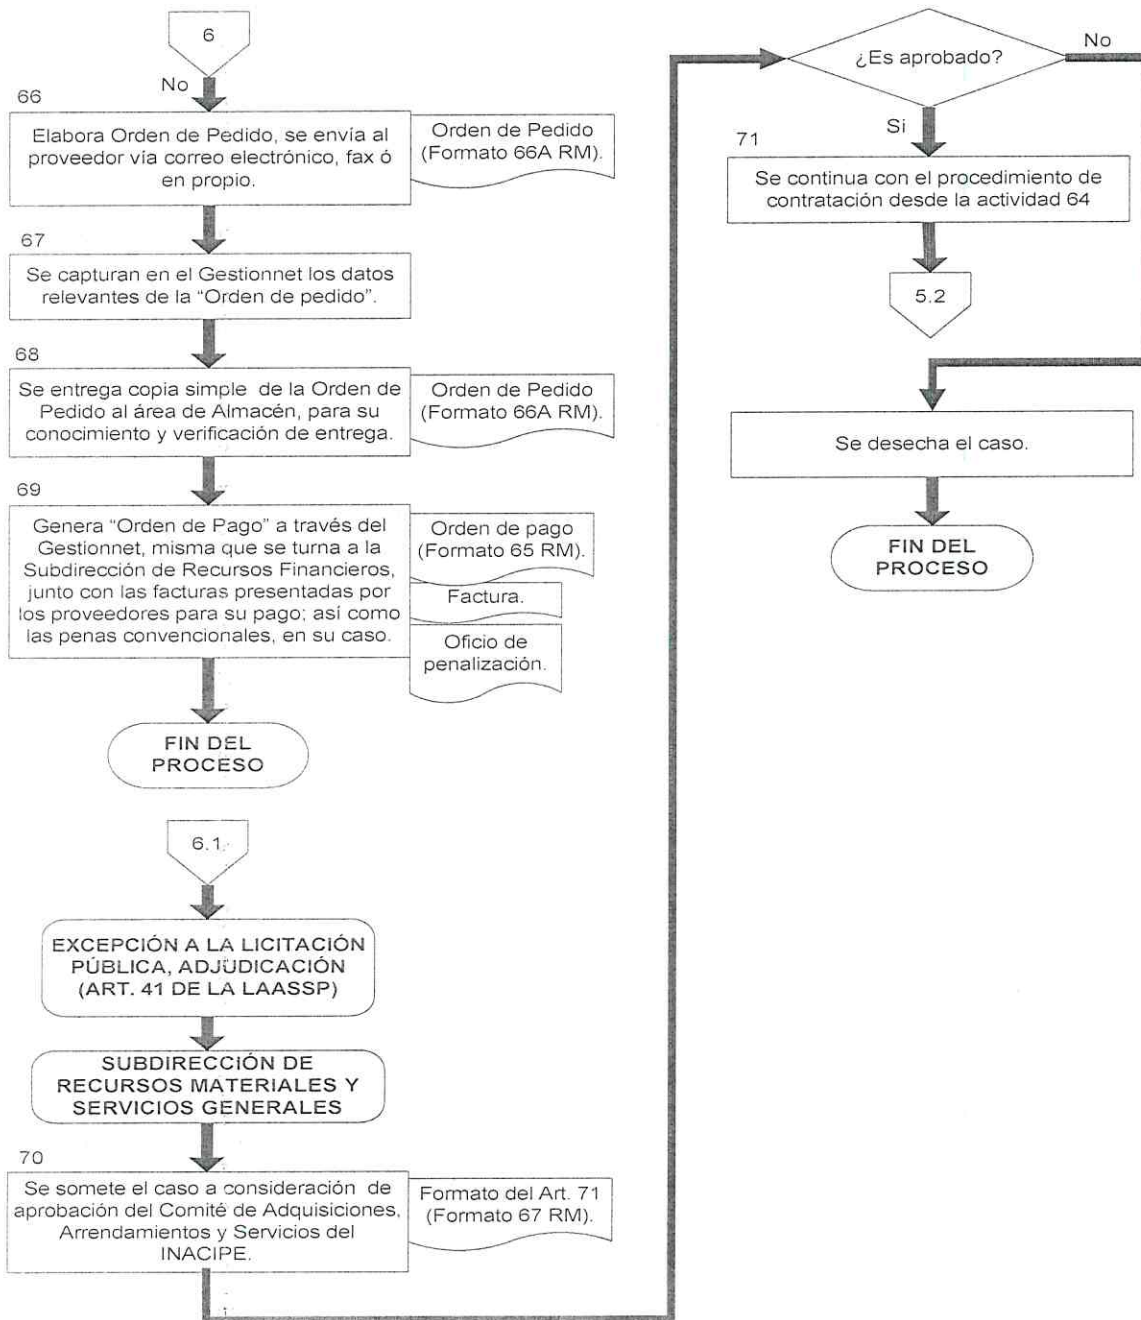 6
No
66
Elabora Orden de Pedido, se envía al
proveedor vía correo electrónico, fax ó
en propio.
Orden de Pedido
(Formato 66A RM).
67
Se capturan en el Gestionnet los datos
relevantes de la “Orden de pedido”.
68
Se entrega copia simple de la Orden de
Pedido al área de Almacén, para su
conocimiento y verificación de entrega.
Orden de Pedido
(Formato 66A RM).
69
Genera “Orden de Pago” a través del
Gestionnet, misma que se turna a la
Subdirección de Recursos Financieros,
junto con las facturas presentadas por
los proveedores para su pago; así como
las penas convencionales, en su caso.
Orden de pago
(Formato 65 RM).
Factura.
Oficio de
penalización.
FIN DEL
PROCESO
6.1
EXCEPCIÓN A LA LICITACIÓN
PÚBLICA, ADJUDICACIÓN
(ART. 41 DE LA LAASSP)
SUBDIRECCIÓN DE
RECURSOS MATERIALES Y
SERVICIOS GENERALES
70
Se somete el caso a consideración de
aprobación del Comité de Adquisiciones,
Arrendamientos y Servicios del
INACIPE.
Formato del Art. 71
(Formato 67 RM).
¿Es aprobado?
No
Si
71
Se continua con el procedimiento de
contratación desde la actividad 64
5.2
Se desecha el caso.
FIN DEL
PROCESO